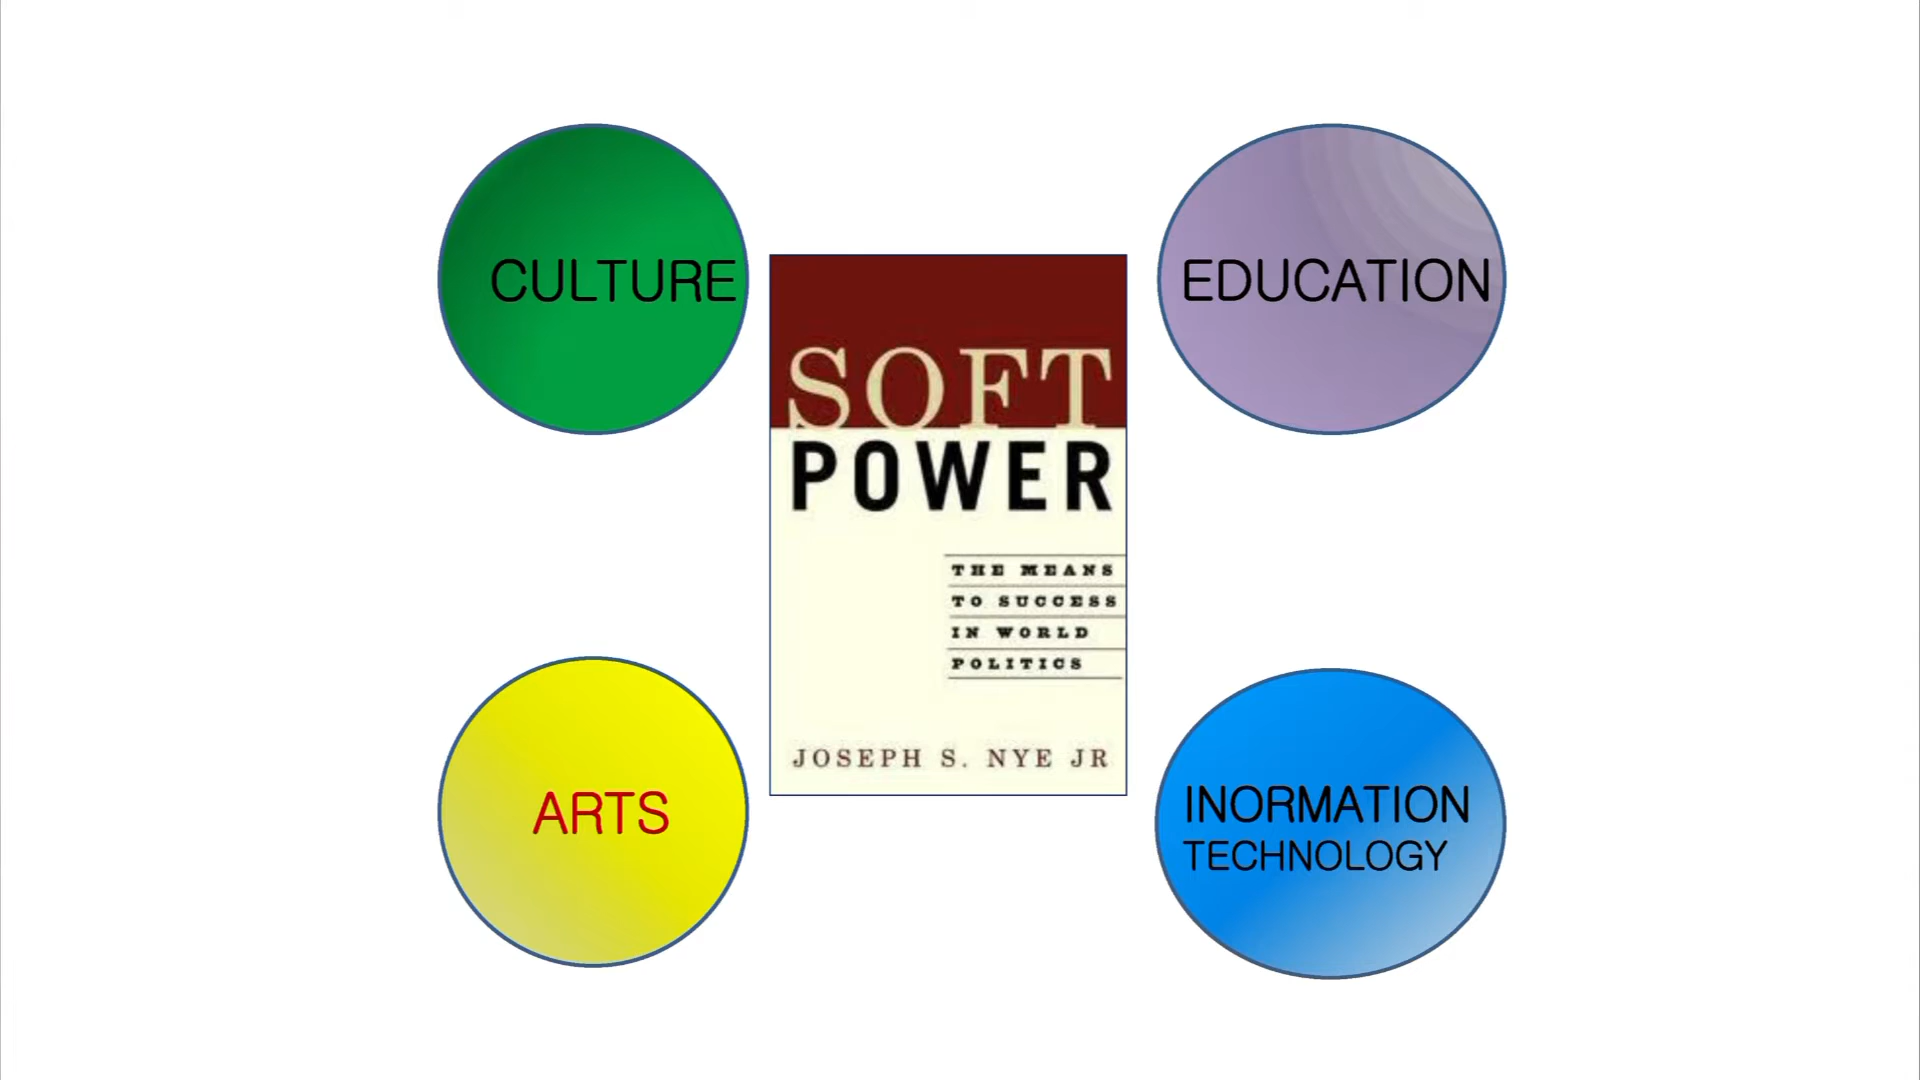 CULTURE
EDUCATION
SOFT
POWER
THE MEANS
TO SUCCESS
IN WORLD
POLITICS
JOSEPH S. NYE JR
ARTS
INORMATION
TECHNOLOGY